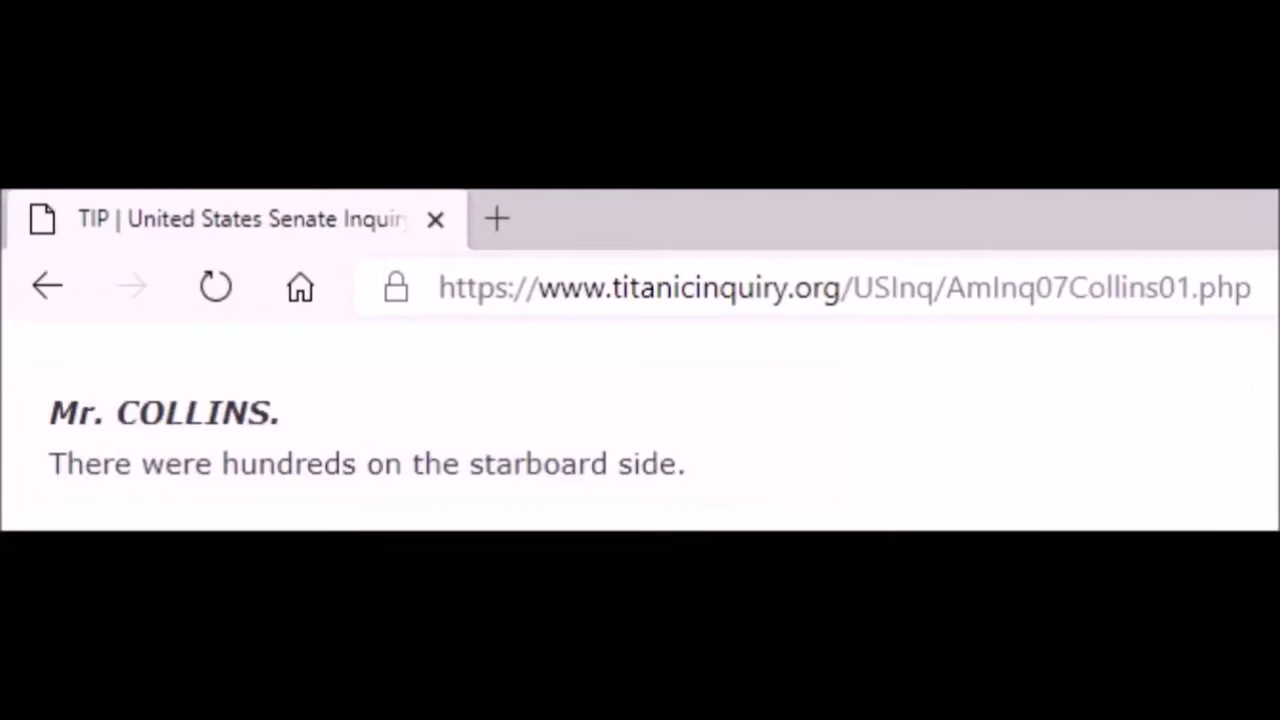 TIP | United States Senate Inquir
https://www.titanicinquiry.org/USInq/AmInq07Collins01.php
Mr. COLLINS.
There were hundreds on the starboard side.